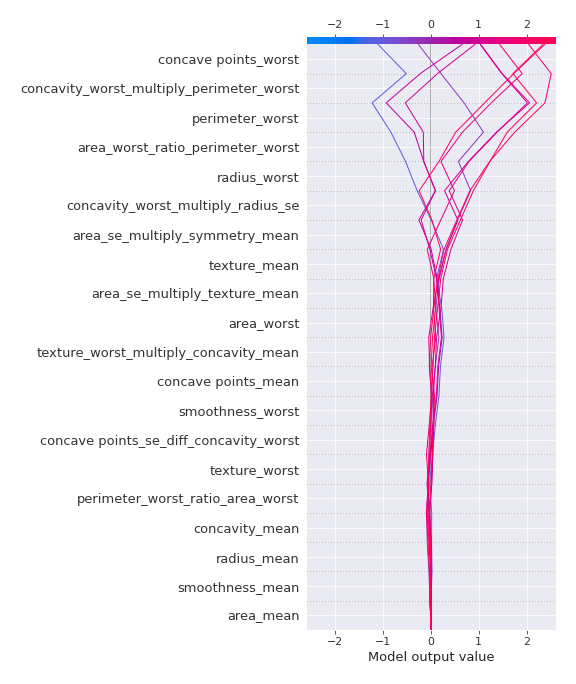 −2 −1 0 1 2
concave points_worst
concavity_worst_multiply_perimeter_worst
perimeter_worst
area_worst_ratio_perimeter_worst
radius_worst
concavity_worst_multiply_radius_se
area_se_multiply_symmetry_mean
texture_mean
area_se_multiply_texture_mean
area_worst
texture_worst_multiply_concavity_mean
concave points_mean
smoothness_worst
concave points_se_diff_concavity_worst
texture_worst
perimeter_worst_ratio_area_worst
concavity_mean
radius_mean
smoothness_mean
area_mean
−2 −1 0 1 2
Model output value